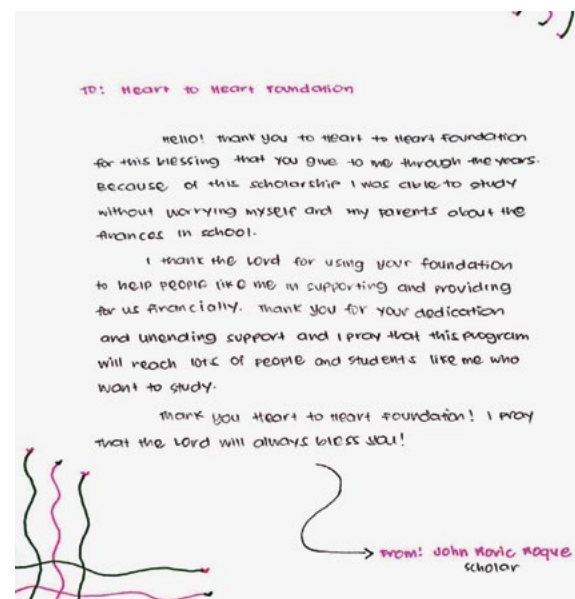 TO: Heart to Heart Foundation
Hello! Thank you to Heart to Heart Foundation
for this blessing that you give to me through the years.
Because of this scholarship I was able to study
without worrying myself and my parents about the
finances in school.
I thank the Lord for using your foundation
to help people like me in supporting and providing
for us financially. Thank you for your dedication
and unending support and I pray that this program
will reach lots of people and students like me who
want to study.
Thank you Heart to Heart Foundation! I pray
that the Lord will always bless you!
From: John Novic Roque
scholar